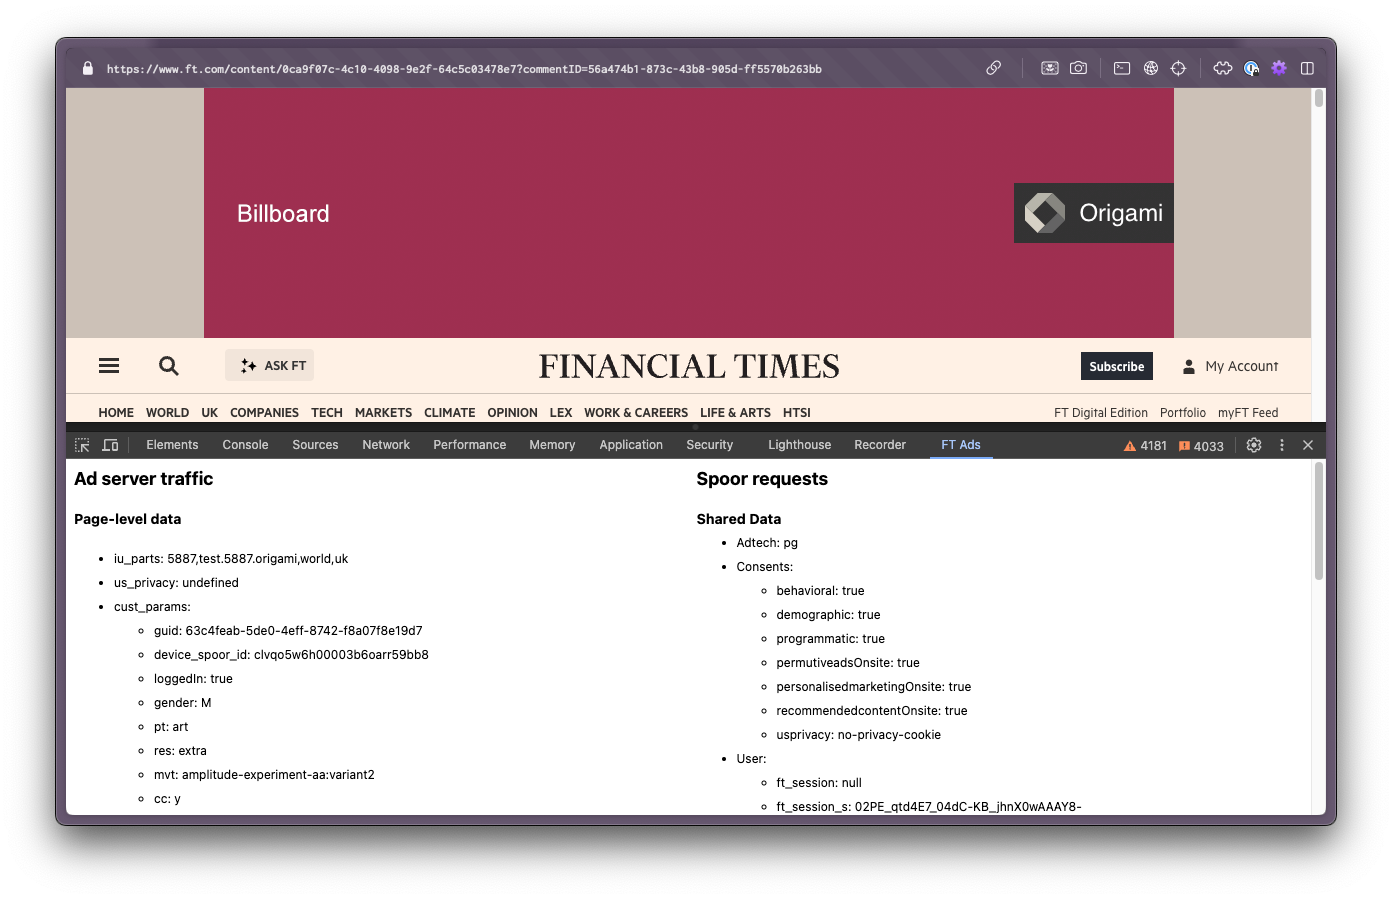 https://www.ft.com/content/0ca9f07c-4c10-4098-9e2f-64c5c03478e7?commentID=56a474b1-873c-43b8-905d-ff5570b263bb
Billboard
Origami
ASK FT
FINANCIAL TIMES
Subscribe
My Account
HOME WORLD UK COMPANIES TECH MARKETS CLIMATE OPINION LEX WORK & CAREERS LIFE & ARTS HTSI
FT Digital Edition Portfolio myFT Feed
Elements Console Sources Network Performance Memory Application Security Lighthouse Recorder FT Ads 4181 4033
Ad server traffic
Page-level data
iu_parts: 5887,test.5887.origami,world,uk
us_privacy: undefined
cust_params:
guid: 63c4feab-5de0-4eff-8742-f8a07f8e19d7
device_spoor_id: clvqo5w6h00003b6oarr59bb8
loggedIn: true
gender: M
pt: art
res: extra
mvt: amplitude-experiment-aa:variant2
cc: y
Spoor requests
Shared Data
Adtech: pg
Consents:
behavioral: true
demographic: true
programmatic: true
permutiveadsOnsite: true
personalisedmarketingOnsite: true
recommendedcontentOnsite: true
usprivacy: no-privacy-cookie
User:
ft_session: null
ft_session_s: 02PE_qtd4E7_04dC-KB_jhnX0wAAAY8-